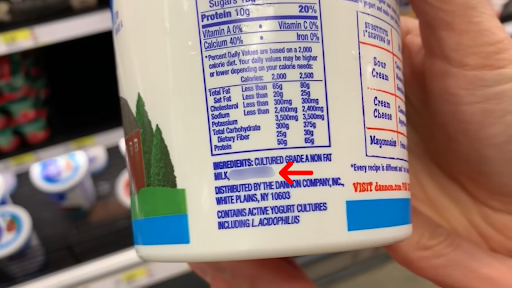 Sugars
Protein 10g 20%
Vitamin A 0% • Vitamin C 0%
Calcium 40% • Iron 0%
*Percent Daily Values are based on a 2,000
calorie diet. Your daily values may be higher
or lower depending on your calorie needs:
Calories: 2,000 2,500
Total Fat Less than 65g 80g
Sat Fat Less than 20g 25g
Cholesterol Less than 300mg 300mg
Sodium Less than 2,400mg 2,400mg
Potassium 3,500mg 3,500mg
Total Carbohydrate 300g 375g
Dietary Fiber 25g 30g
Protein 50g 65g
INGREDIENTS: CULTURED GRADE A NON FAT
MILK,
DISTRIBUTED BY THE DANNON COMPANY, INC.,
WHITE PLAINS, NY 10603
CONTAINS ACTIVE YOGURT CULTURES
INCLUDING L. ACIDOPHILUS
SUBSTITUTE
1 SERVING OF
Sour
Cream
Cream
Cheese
Mayonnaise
*Every recipe is different
VISIT dannon.com FOR